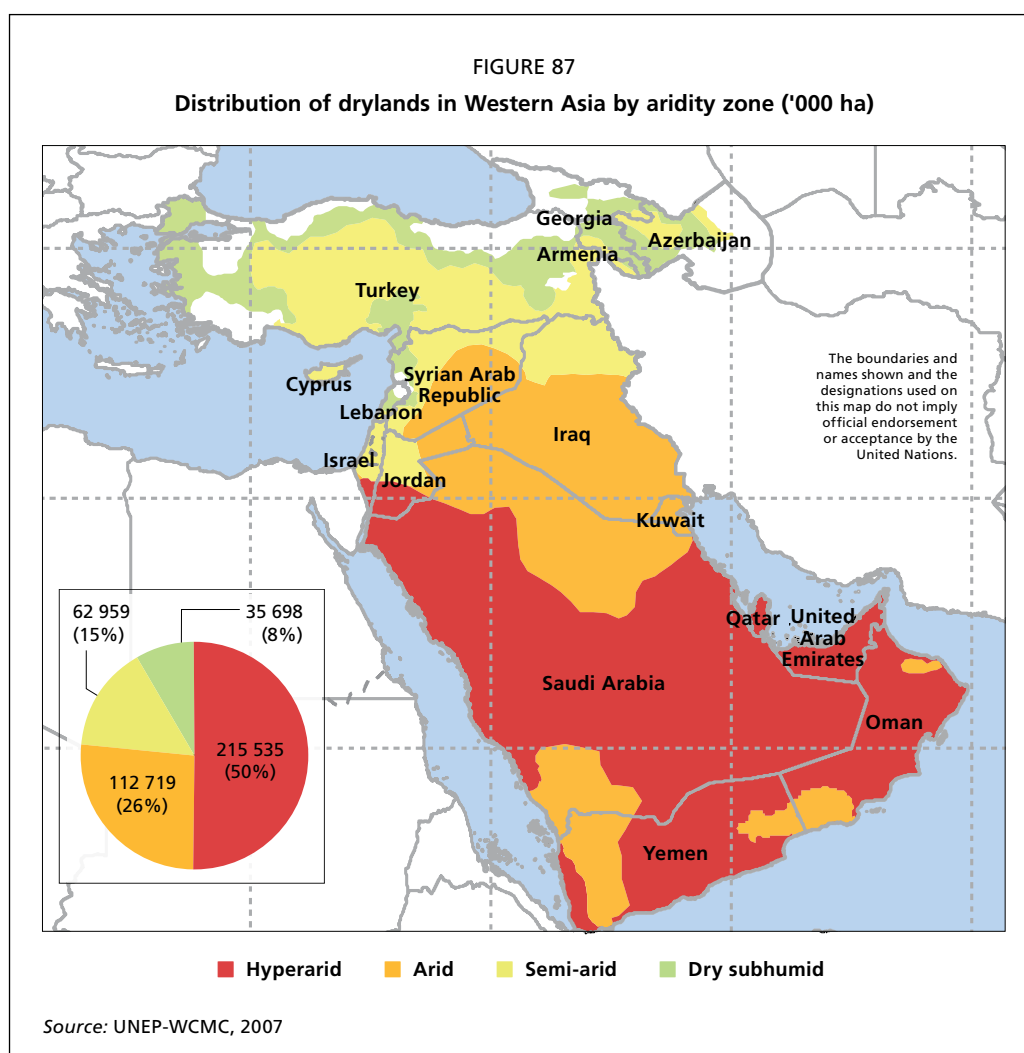 FIGURE 87
Distribution of drylands in Western Asia by aridity zone ('000 ha)
Georgia
Armenia
Azerbaijan
Turkey
Cyprus
Syrian Arab
Republic
Lebanon
Iraq
Israel
Jordan
Kuwait
The boundaries and
names shown and the
designations used on
this map do not imply
official endorsement
or acceptance by the
United Nations.
Qatar
United
Arab
Emirates
Saudi Arabia
Oman
Yemen
62 959
(15%)
35 698
(8%)
215 535
(50%)
112 719
(26%)
Hyperarid
Arid
Semi-arid
Dry subhumid
Source: UNEP-WCMC, 2007